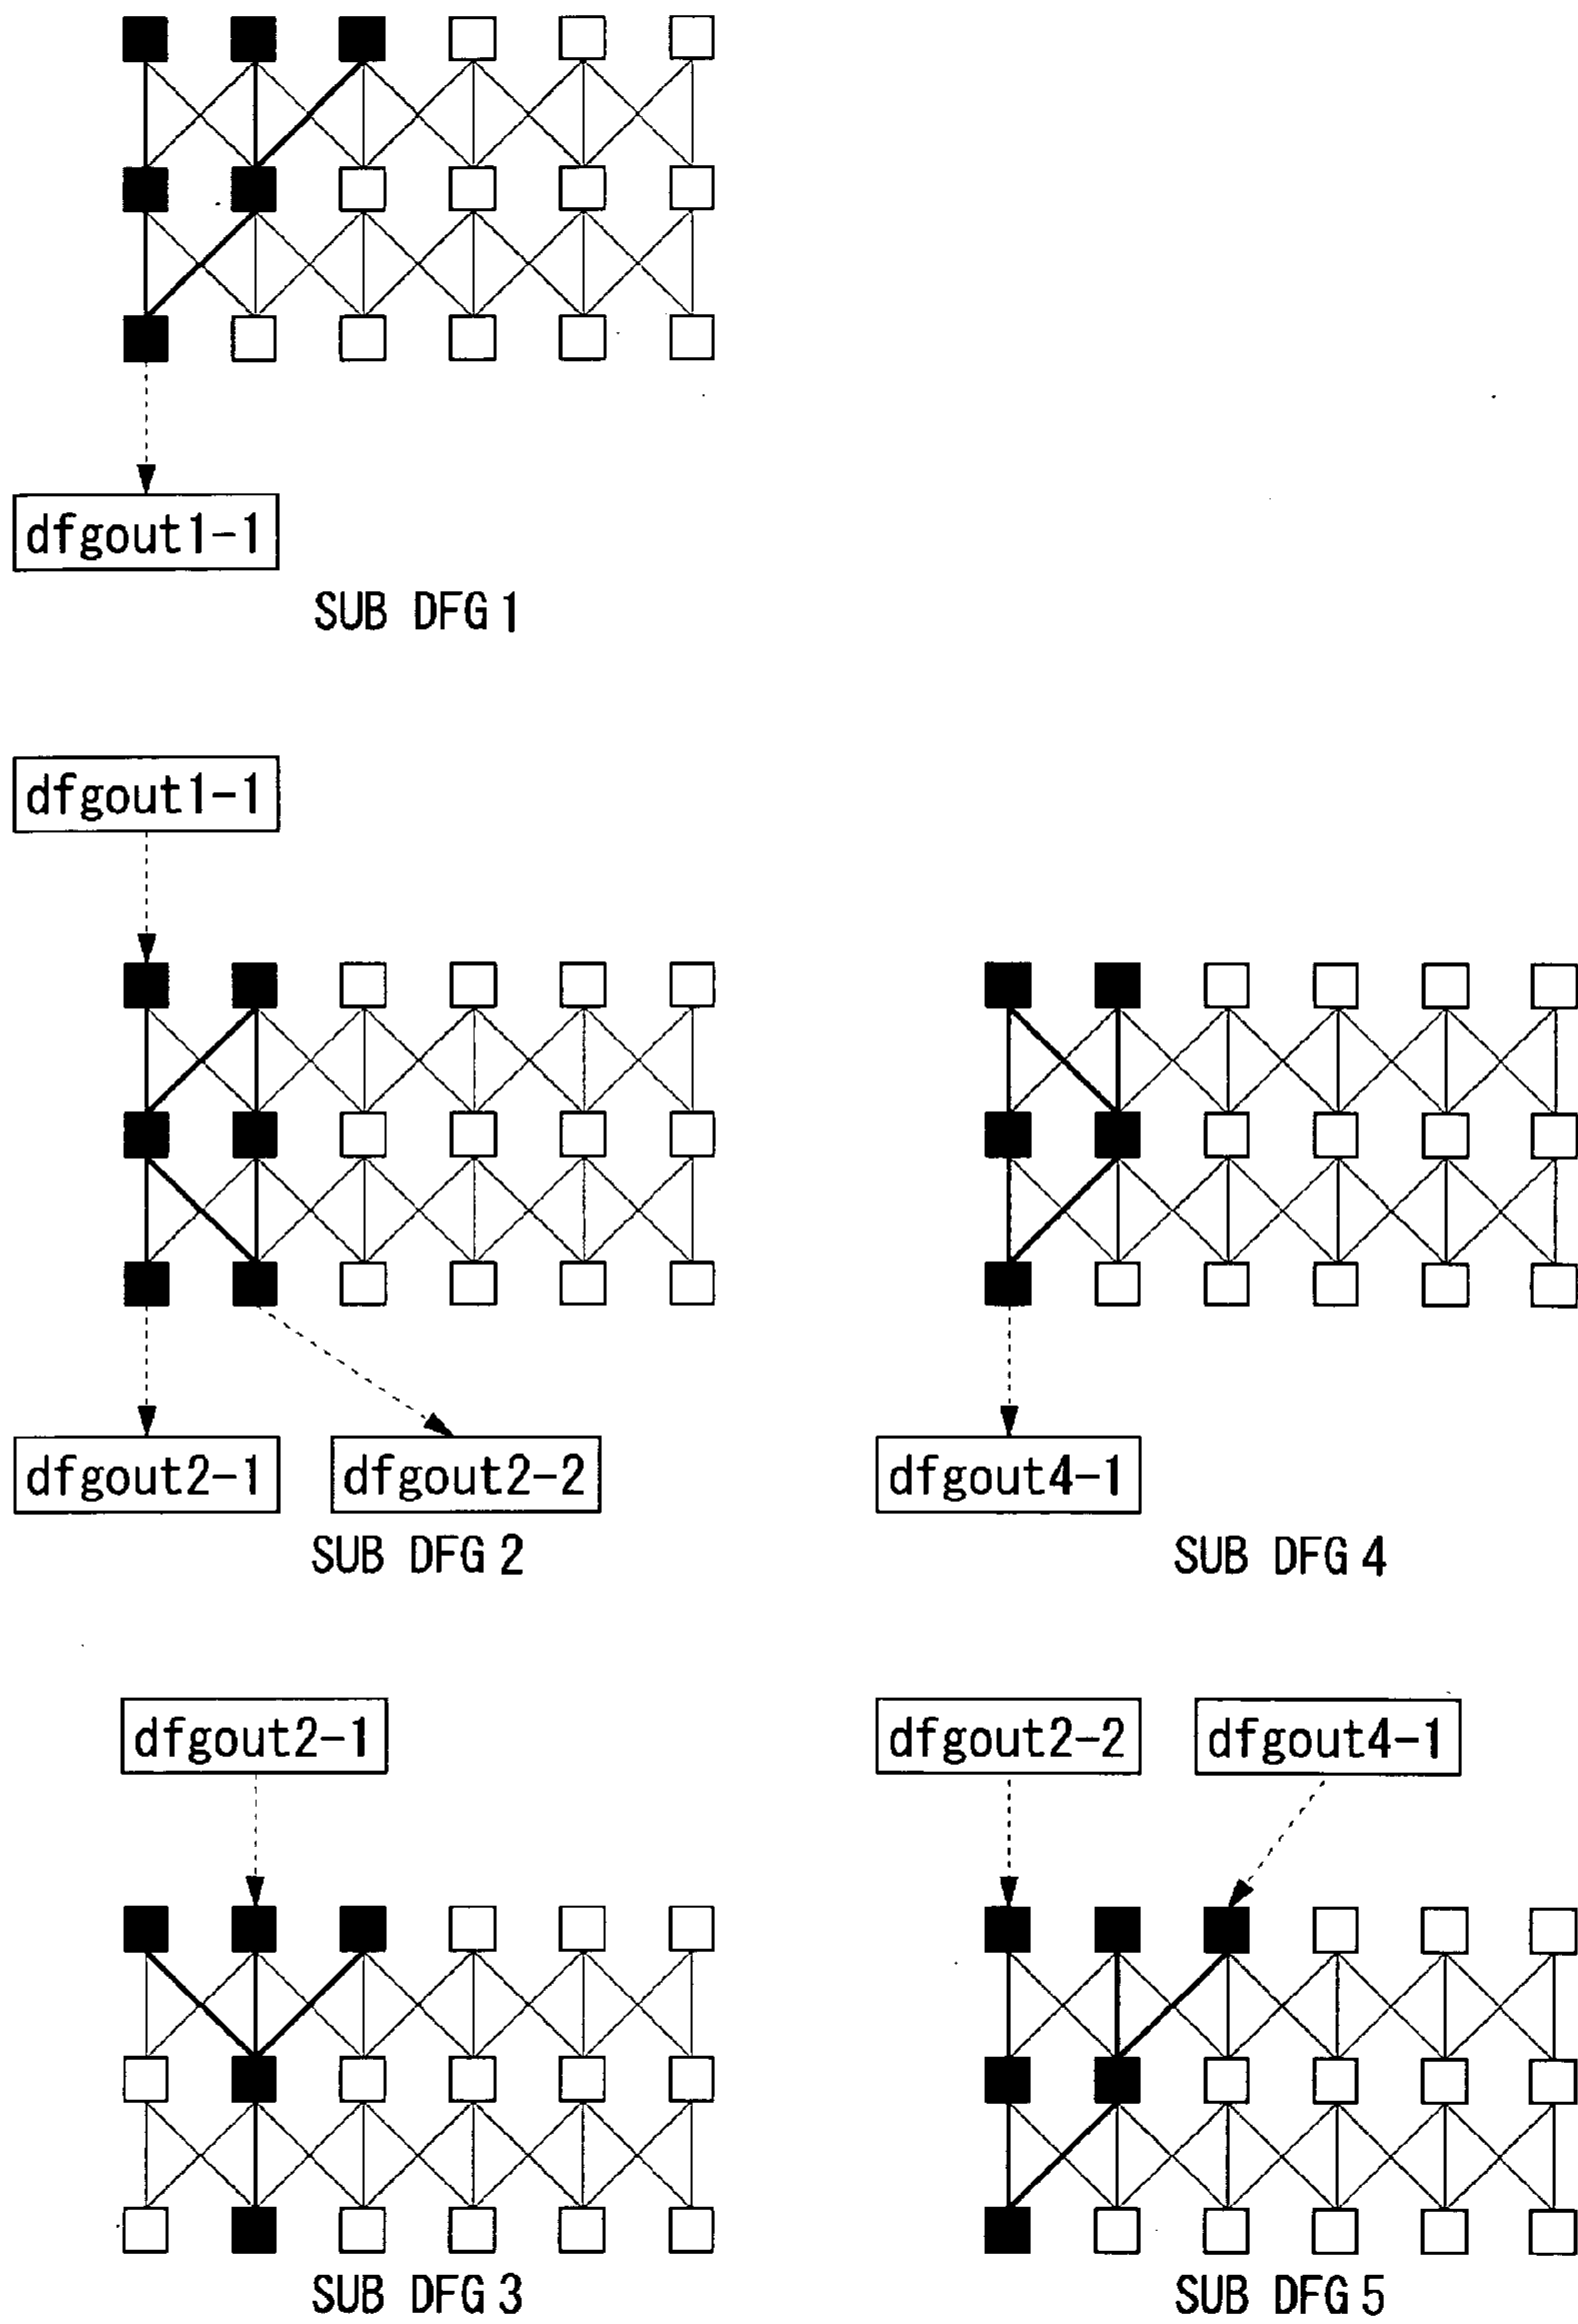 dfgout1-1
SUB DFG 1
dfgout1-1
dfgout2-1
dfgout2-2
SUB DFG 2
dfgout4-1
SUB DFG 4
dfgout2-1
SUB DFG 3
dfgout2-2
dfgout4-1
SUB DFG 5